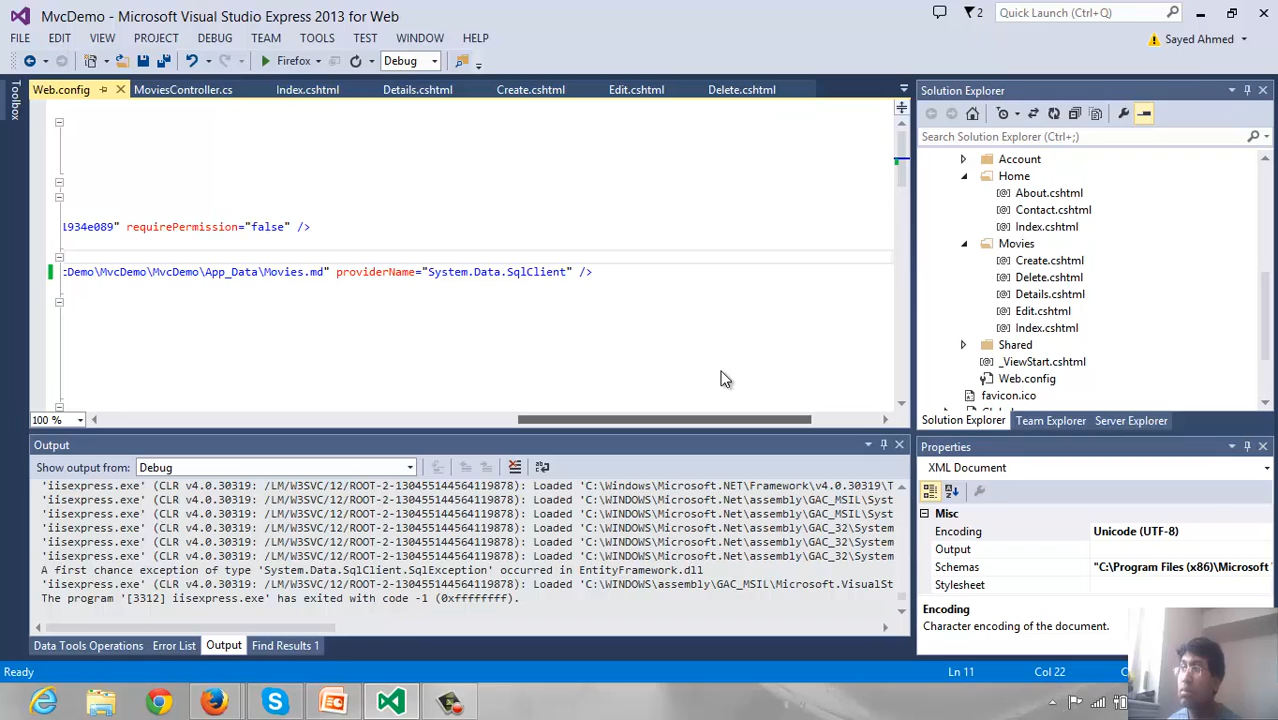 MvcDemo - Microsoft Visual Studio Express 2013 for Web
2
Quick Launch (Ctrl+Q)
FILE EDIT VIEW PROJECT DEBUG TEAM TOOLS TEST WINDOW HELP
Sayed Ahmed
Firefox Debug
Toolbox
Web.config MoviesController.cs Index.cshtml Details.cshtml Create.cshtml Edit.cshtml Delete.cshtml
1934e089" requirePermission="false" />
:Demo\MvcDemo\MvcDemo\App_Data\Movies.md" providerName="System.Data.SqlClient" />
100 %
Solution Explorer
Search Solution Explorer (Ctrl+;)
Account
Home
About.cshtml
Contact.cshtml
Index.cshtml
Movies
Create.cshtml
Delete.cshtml
Details.cshtml
Edit.cshtml
Index.cshtml
Shared
_ViewStart.cshtml
Web.config
favicon.ico
Solution Explorer Team Explorer Server Explorer
Output
Show output from: Debug
'iisexpress.exe' (CLR v4.0.30319: /LM/W3SVC/12/ROOT-2-130455144564119878): Loaded 'C:\WINDOWS\Microsoft.NET\Framework\v4.0.30319\T
'iisexpress.exe' (CLR v4.0.30319: /LM/W3SVC/12/ROOT-2-130455144564119878): Loaded 'C:\WINDOWS\Microsoft.Net\assembly\GAC_MSIL\Syst
'iisexpress.exe' (CLR v4.0.30319: /LM/W3SVC/12/ROOT-2-130455144564119878): Loaded 'C:\WINDOWS\Microsoft.Net\assembly\GAC_MSIL\Syst
'iisexpress.exe' (CLR v4.0.30319: /LM/W3SVC/12/ROOT-2-130455144564119878): Loaded 'C:\WINDOWS\Microsoft.Net\assembly\GAC_32\System
'iisexpress.exe' (CLR v4.0.30319: /LM/W3SVC/12/ROOT-2-130455144564119878): Loaded 'C:\WINDOWS\Microsoft.Net\assembly\GAC_32\System
'iisexpress.exe' (CLR v4.0.30319: /LM/W3SVC/12/ROOT-2-130455144564119878): Loaded 'C:\WINDOWS\Microsoft.Net\assembly\GAC_32\System
A first chance exception of type 'System.Data.SqlClient.SqlException' occurred in EntityFramework.dll
'iisexpress.exe' (CLR v4.0.30319: /LM/W3SVC/12/ROOT-2-130455144564119878): Loaded 'C:\WINDOWS\assembly\GAC_MSIL\Microsoft.VisualSt
The program '[3312] iisexpress.exe' has exited with code -1 (0xffffffff).
Data Tools Operations Error List Output Find Results 1
Properties
XML Document
Misc
Encoding Unicode (UTF-8)
Output
Schemas "C:\Program Files (x86)\Microsoft
Stylesheet
Encoding
Character encoding of the document.
Ready Ln 11 Col 22